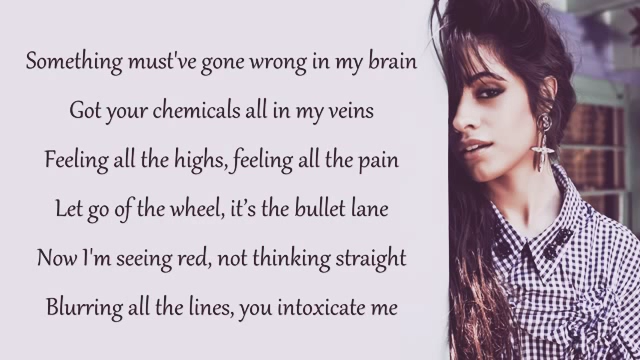 Something must've gone wrong in my brain
Got your chemicals all in my veins
Feeling all the highs, feeling all the pain
Let go of the wheel, it’s the bullet lane
Now I'm seeing red, not thinking straight
Blurring all the lines, you intoxicate me